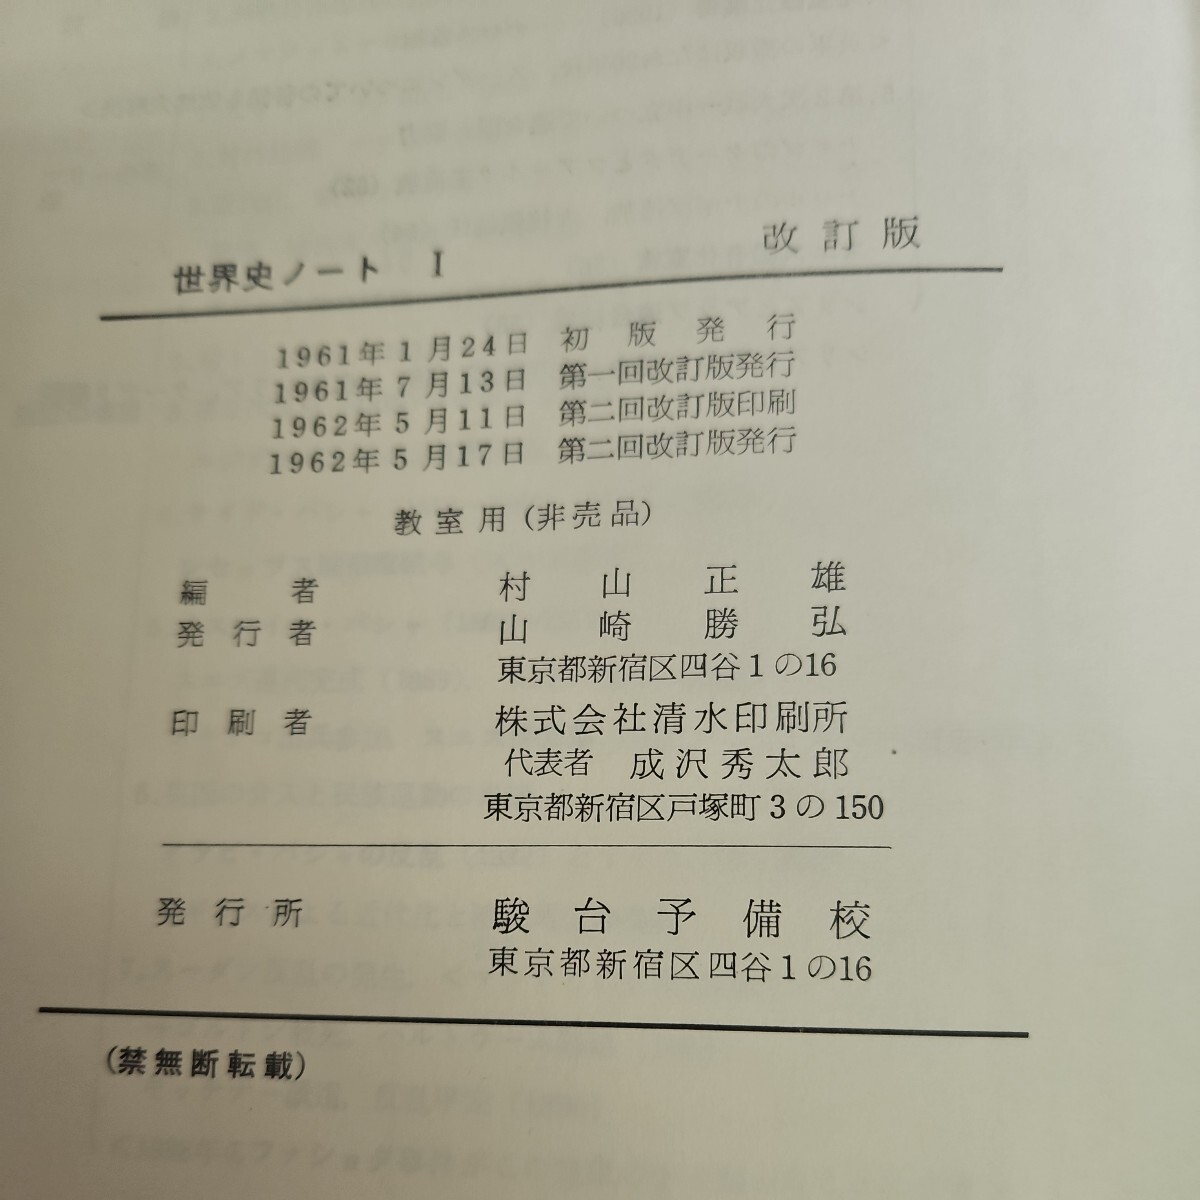 世界史ノート I 改訂版
1961年1月24日 初版発行
1961年7月13日 第一回改訂版発行
1962年5月11日 第二回改訂版印刷
1962年5月17日 第二回改訂版発行
教室用(非売品)
編者 村山正雄
発行者 山崎勝弘
東京都新宿区四谷1の16
印刷者 株式会社清水印刷所
代表者 成沢秀太郎
東京都新宿区戸塚町3の150
発行所 駿台予備校
東京都新宿区四谷1の16
(禁無断転載)